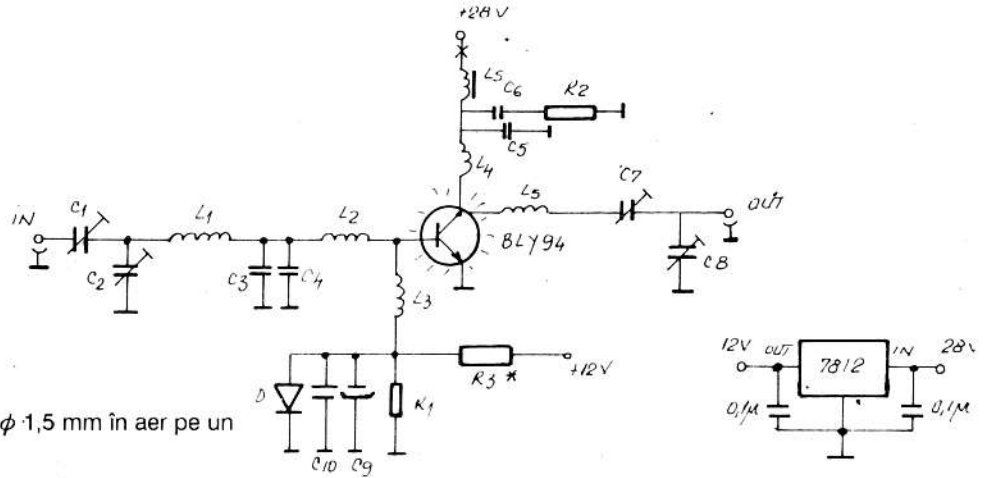 +28V
L5
C6
R2
C5
L4
C7
L5
OUT
IN
C1
L1
L2
BLY94
C2
C3
C4
C8
L3
12V
OUT
7812
IN
28V
R3 *
+12V
D
R1
0,1µ
0,1µ
φ 1,5 mm în aer pe un
C10
C9